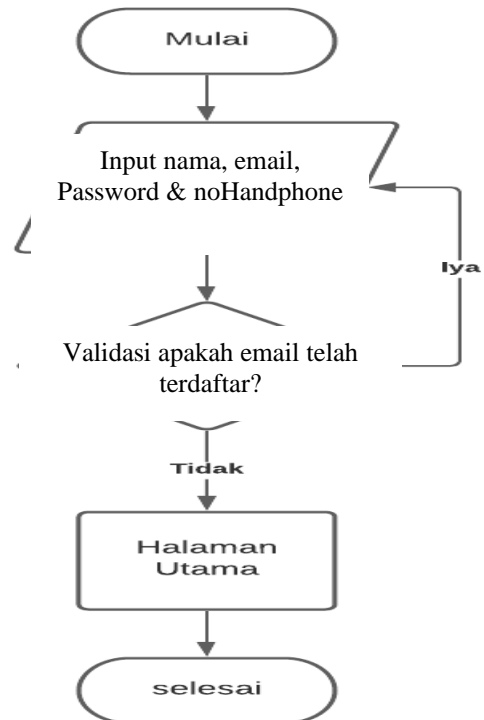 Mulai
Input nama, email,
Password & noHandphone
Iya
Validasi apakah email telah
terdaftar?
Tidak
Halaman
Utama
selesai